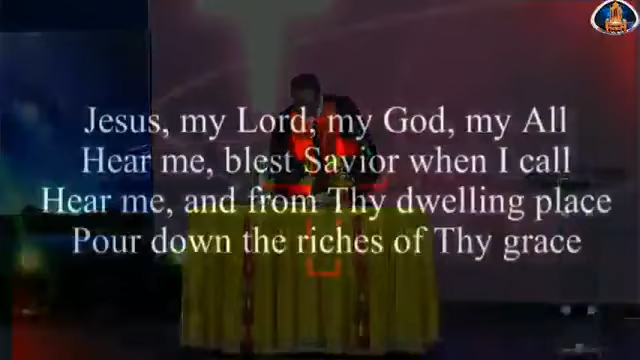 Jesus, my Lord, my God, my All
Hear me, blest Savior when I call
Hear me, and from Thy dwelling place
Pour down the riches of Thy grace